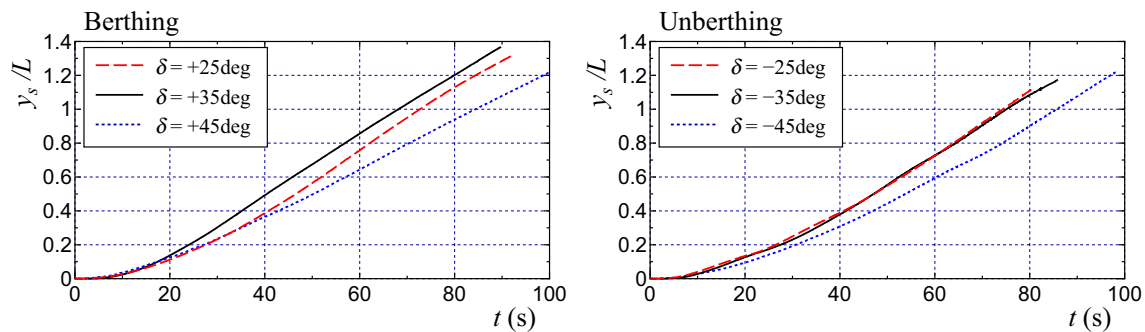 Berthing
1.4
1.2
1
0.8
0.6
0.4
0.2
0
y_s/L
δ = +25deg
δ = +35deg
δ = +45deg
0 20 40 60 80 100
t (s)
Unberthing
1.4
1.2
1
0.8
0.6
0.4
0.2
0
y_s/L
δ = −25deg
δ = −35deg
δ = −45deg
0 20 40 60 80 100
t (s)